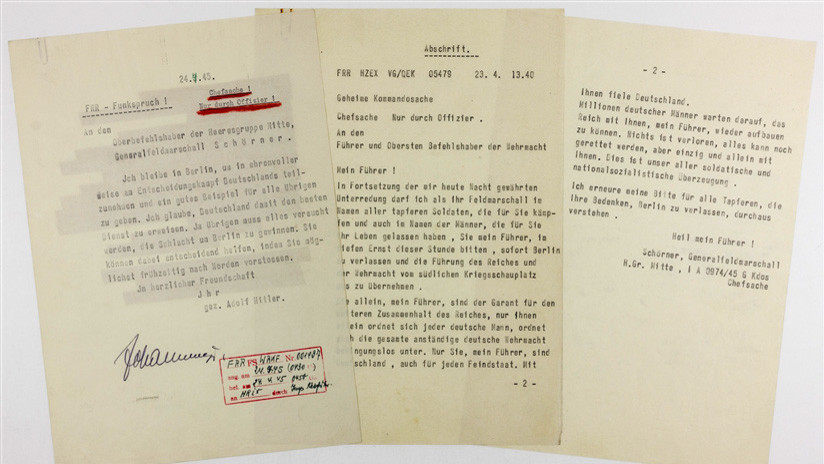 24.4.45.
FRR - Funkspruch !
Chefsache !
Nur durch Offizier !
An den
Oberbefehlshaber der Heeresgruppe Mitte,
Generalfeldmarschall S c h ö r n e r .
Ich bleibe in Berlin, um in ehrenvoller
Weise am Entscheidungskampf Deutschlands teil-
zunehmen und ein gutes Beispiel für alle übrigen
zu geben. Ich glaube, Deutschland damit den besten
Dienst zu erweisen. Im übrigen muss alles versucht
werden, die Schlacht um Berlin zu gewinnen. Sie
können dabei entscheidend helfen, indem Sie mög-
lichst frühzeitig nach Norden vorstossen.
In herzlicher Freundschaft
I h r
gez. Adolf Hitler.
FRR FS Nr.
24.4.45
24.4.45
an durch
Abschrift.
FRR HZEX VG/QEK 05479 23. 4. 13.40
Geheime Kommandosache
Chefsache Nur durch Offizier .
An den
Führer und Obersten Befehlshaber der Wehrmacht
Mein Führer !
In Fortsetzung der mir heute Nacht gewährten
Unterredung darf ich als Ihr Feldmarschall im
Namen aller tapferen Soldaten, die für Sie kämp-
fen und auch im Namen der Männer, die für Sie
ihr Leben gelassen haben , Sie mein Führer, in
tiefen Ernst dieser Stunde bitten , sofort Berlin
zu verlassen und die Führung des Reiches und
der Wehrmacht vom südlichen Kriegsschauplatz
aus zu übernehmen .
allein, mein Führer, sind der Garant für den
weiteren Zusammenhalt des Reiches, nur Ihnen
allein ordnet sich jeder deutsche Mann, ordnet
sich die gesamte anständige deutsche Wehrmacht
bedingungslos unter. Nur Sie, mein Führer, sind
Deutschland , auch für jeden Feindstaat. Mit
- 2 -
- 2 -
Ihnen fiele Deutschland.
Millionen deutscher Männer warten darauf, das
Reich mit Ihnen, mein Führer, wieder aufbauen
zu können. Nichts ist verloren, alles kann noch
gerettet werden, aber einzig und allein mit
Ihnen. Dies ist unser aller soldatische und
nationalsozialistische Überzeugung .
Ich erneure meine Bitte für alle Tapferen, die
Ihre Bedenken, Berlin zu verlassen, durchaus
verstehen .
Heil mein Führer !
Schörner, Generalfeldmarschall
H.Gr. Mitte , I A 0974/45 G Kdos
Chefsache